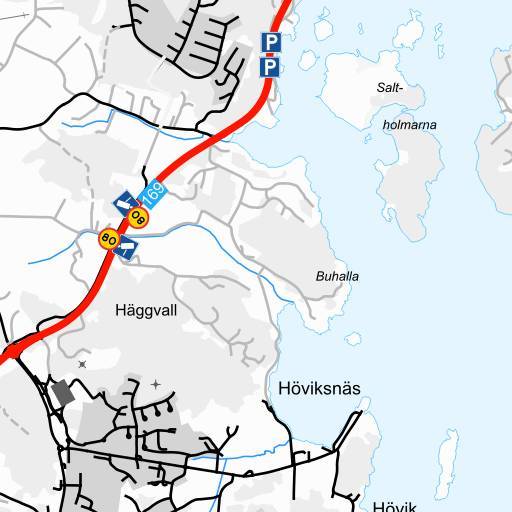 P
P
Salt-
holmarna
169
80
80
Buhalla
Häggvall
Höviksnäs
Hövik